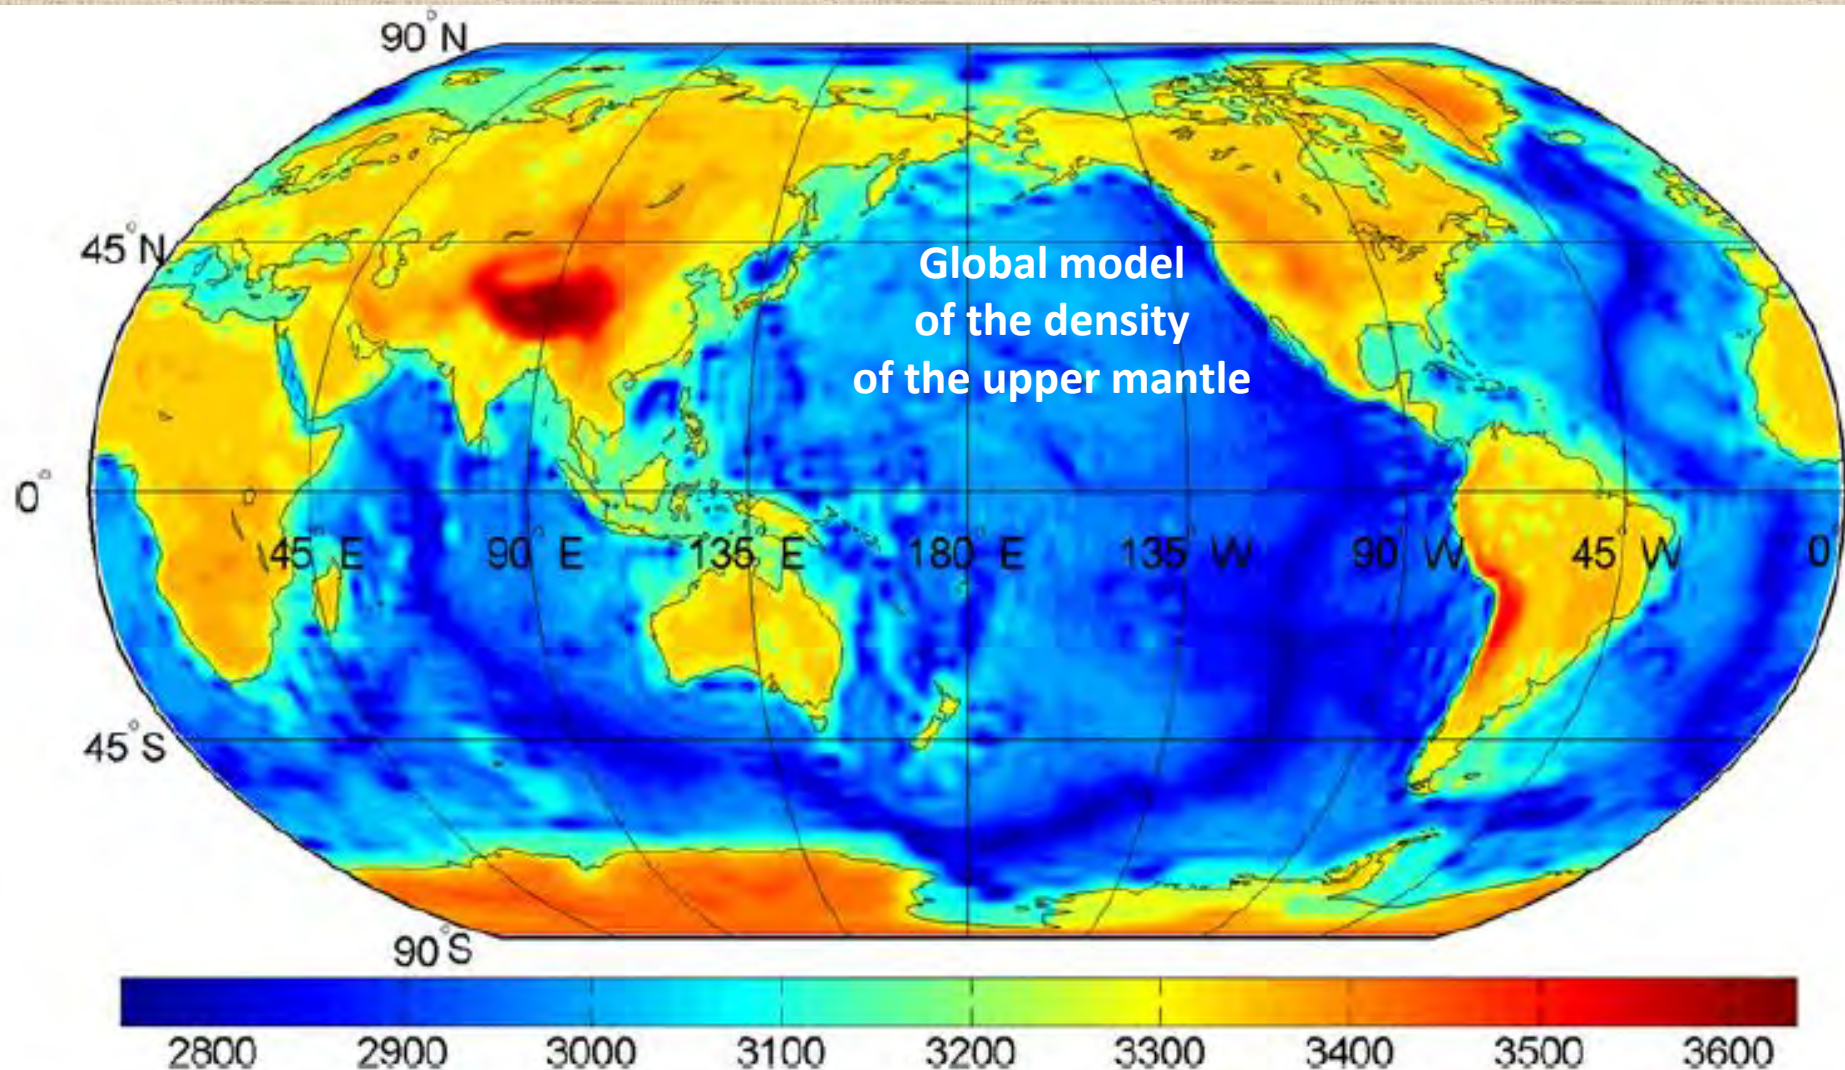 90°N
45°N
Global model
of the density
of the upper mantle
0°
45° E 90° E 135° E 180° E 135° W 90° W 45° W 0°
45°S
90°S
2800 2900 3000 3100 3200 3300 3400 3500 3600